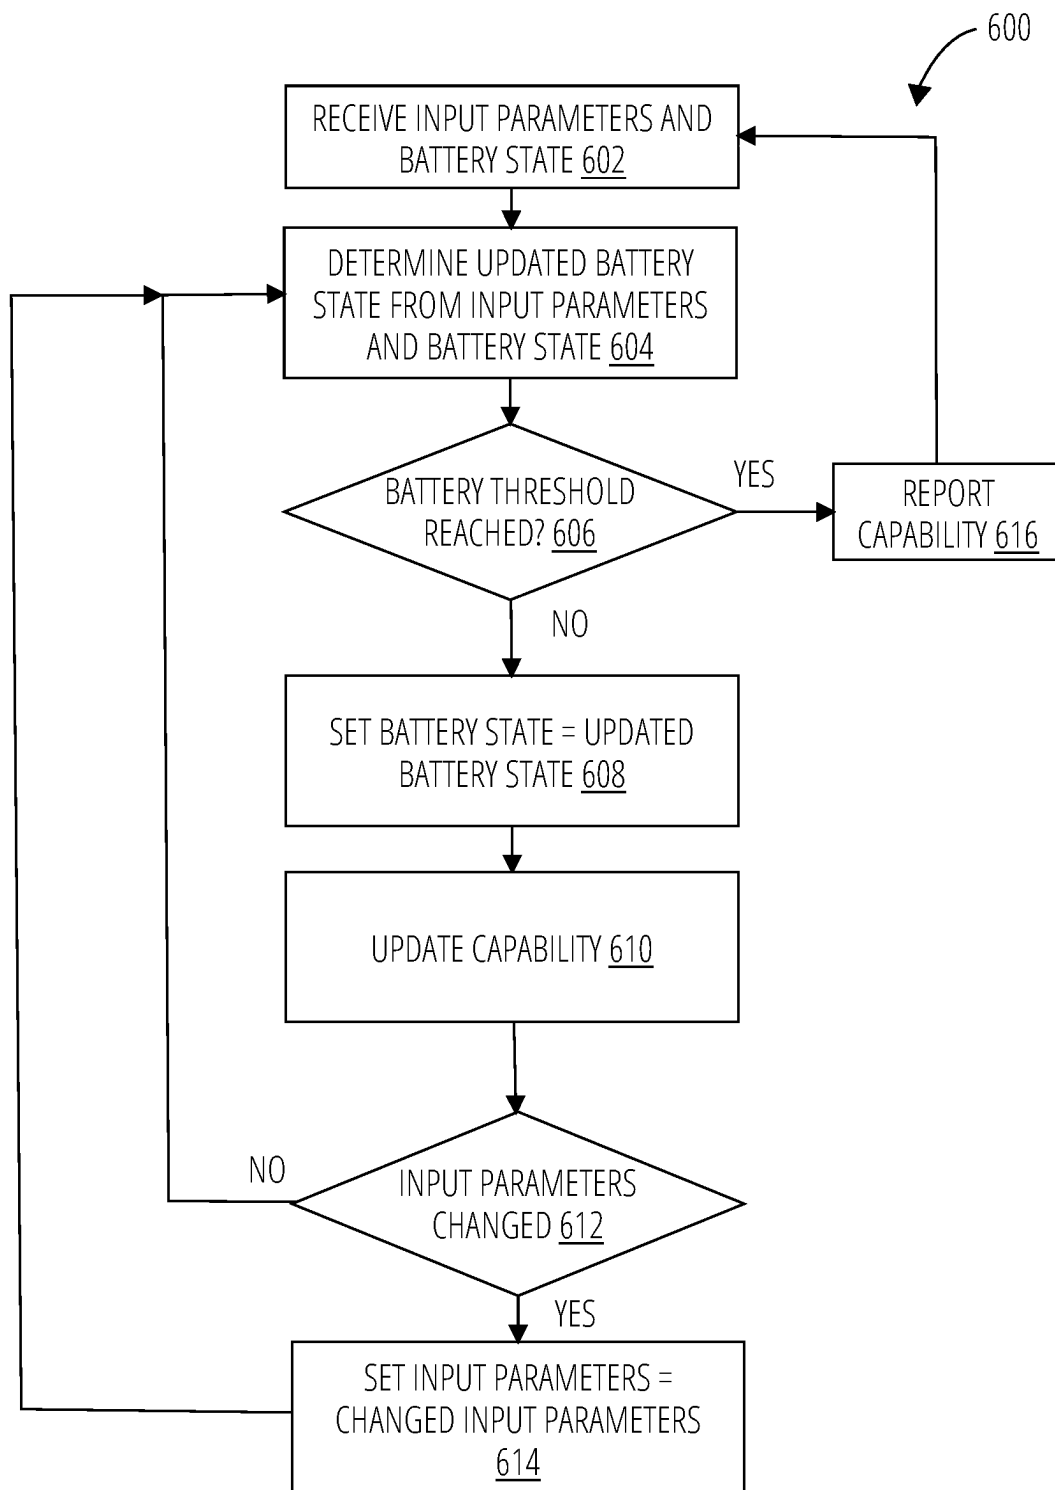 600
RECEIVE INPUT PARAMETERS AND
BATTERY STATE 602
DETERMINE UPDATED BATTERY
STATE FROM INPUT PARAMETERS
AND BATTERY STATE 604
BATTERY THRESHOLD
REACHED? 606
YES
REPORT
CAPABILITY 616
NO
SET BATTERY STATE = UPDATED
BATTERY STATE 608
UPDATE CAPABILITY 610
NO
INPUT PARAMETERS
CHANGED 612
YES
SET INPUT PARAMETERS =
CHANGED INPUT PARAMETERS
614